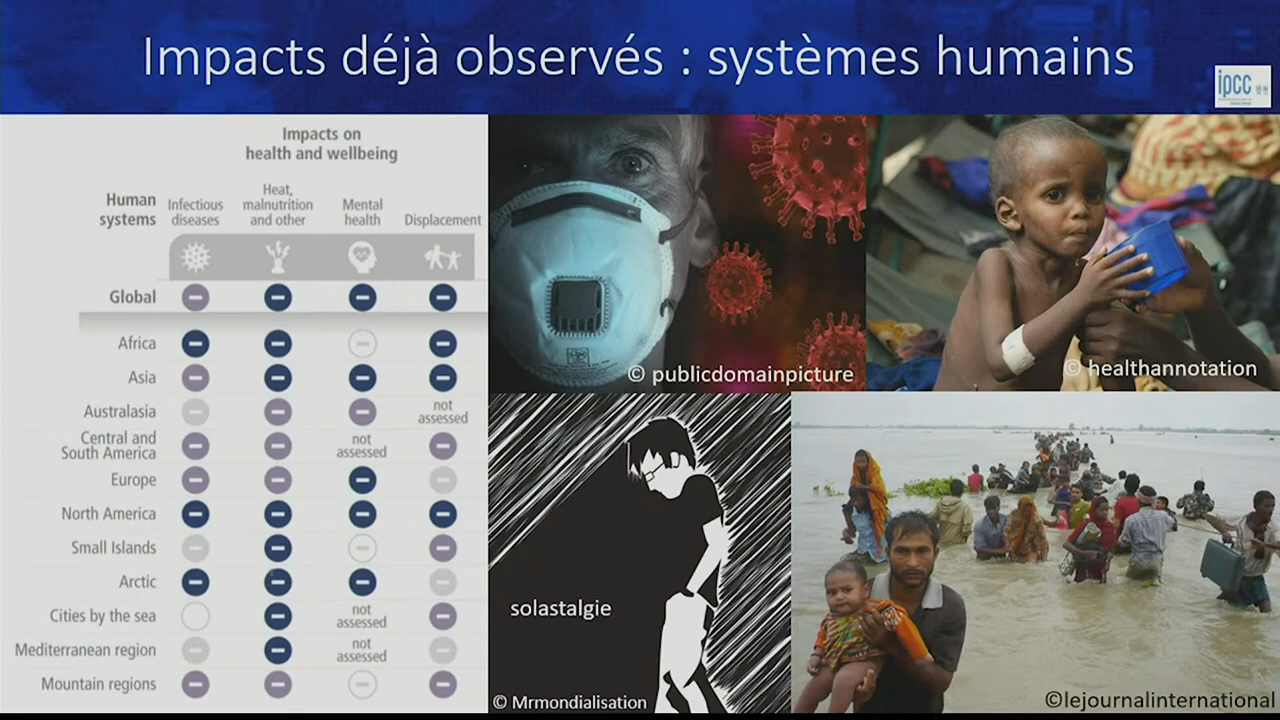 Impacts déjà observés : systèmes humains
ipcc
Impacts on
health and wellbeing
Human
systems
Infectious
diseases
Heat,
malnutrition
and other
Mental
health
Displacement
Global
Africa
Asia
Australasia
not
assessed
Central and
South America
not
assessed
Europe
North America
Small Islands
Arctic
Cities by the sea
not
assessed
Mediterranean region
not
assessed
Mountain regions
© publicdomainpicture
© healthannotation
solastalgie
© Mrmondialisation
©lejournalinternational